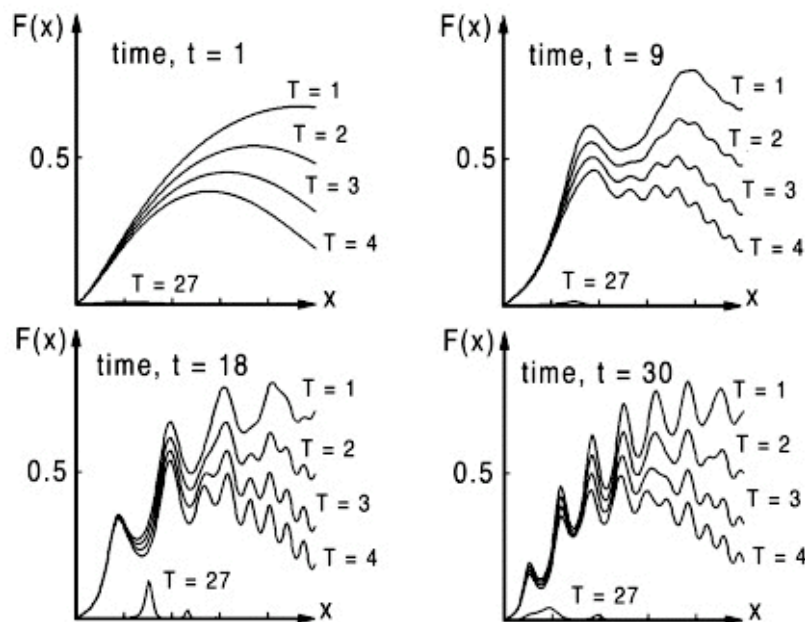 F(x)
time, t = 1
T = 1
T = 2
0.5
T = 3
T = 4
T = 27
x
F(x)
time, t = 9
T = 1
0.5
T = 2
T = 3
T = 4
T = 27
x
F(x)
time, t = 18
T = 1
T = 2
0.5
T = 3
T = 4
T = 27
x
F(x)
time, t = 30
T = 1
T = 2
0.5
T = 3
T = 4
T = 27
x